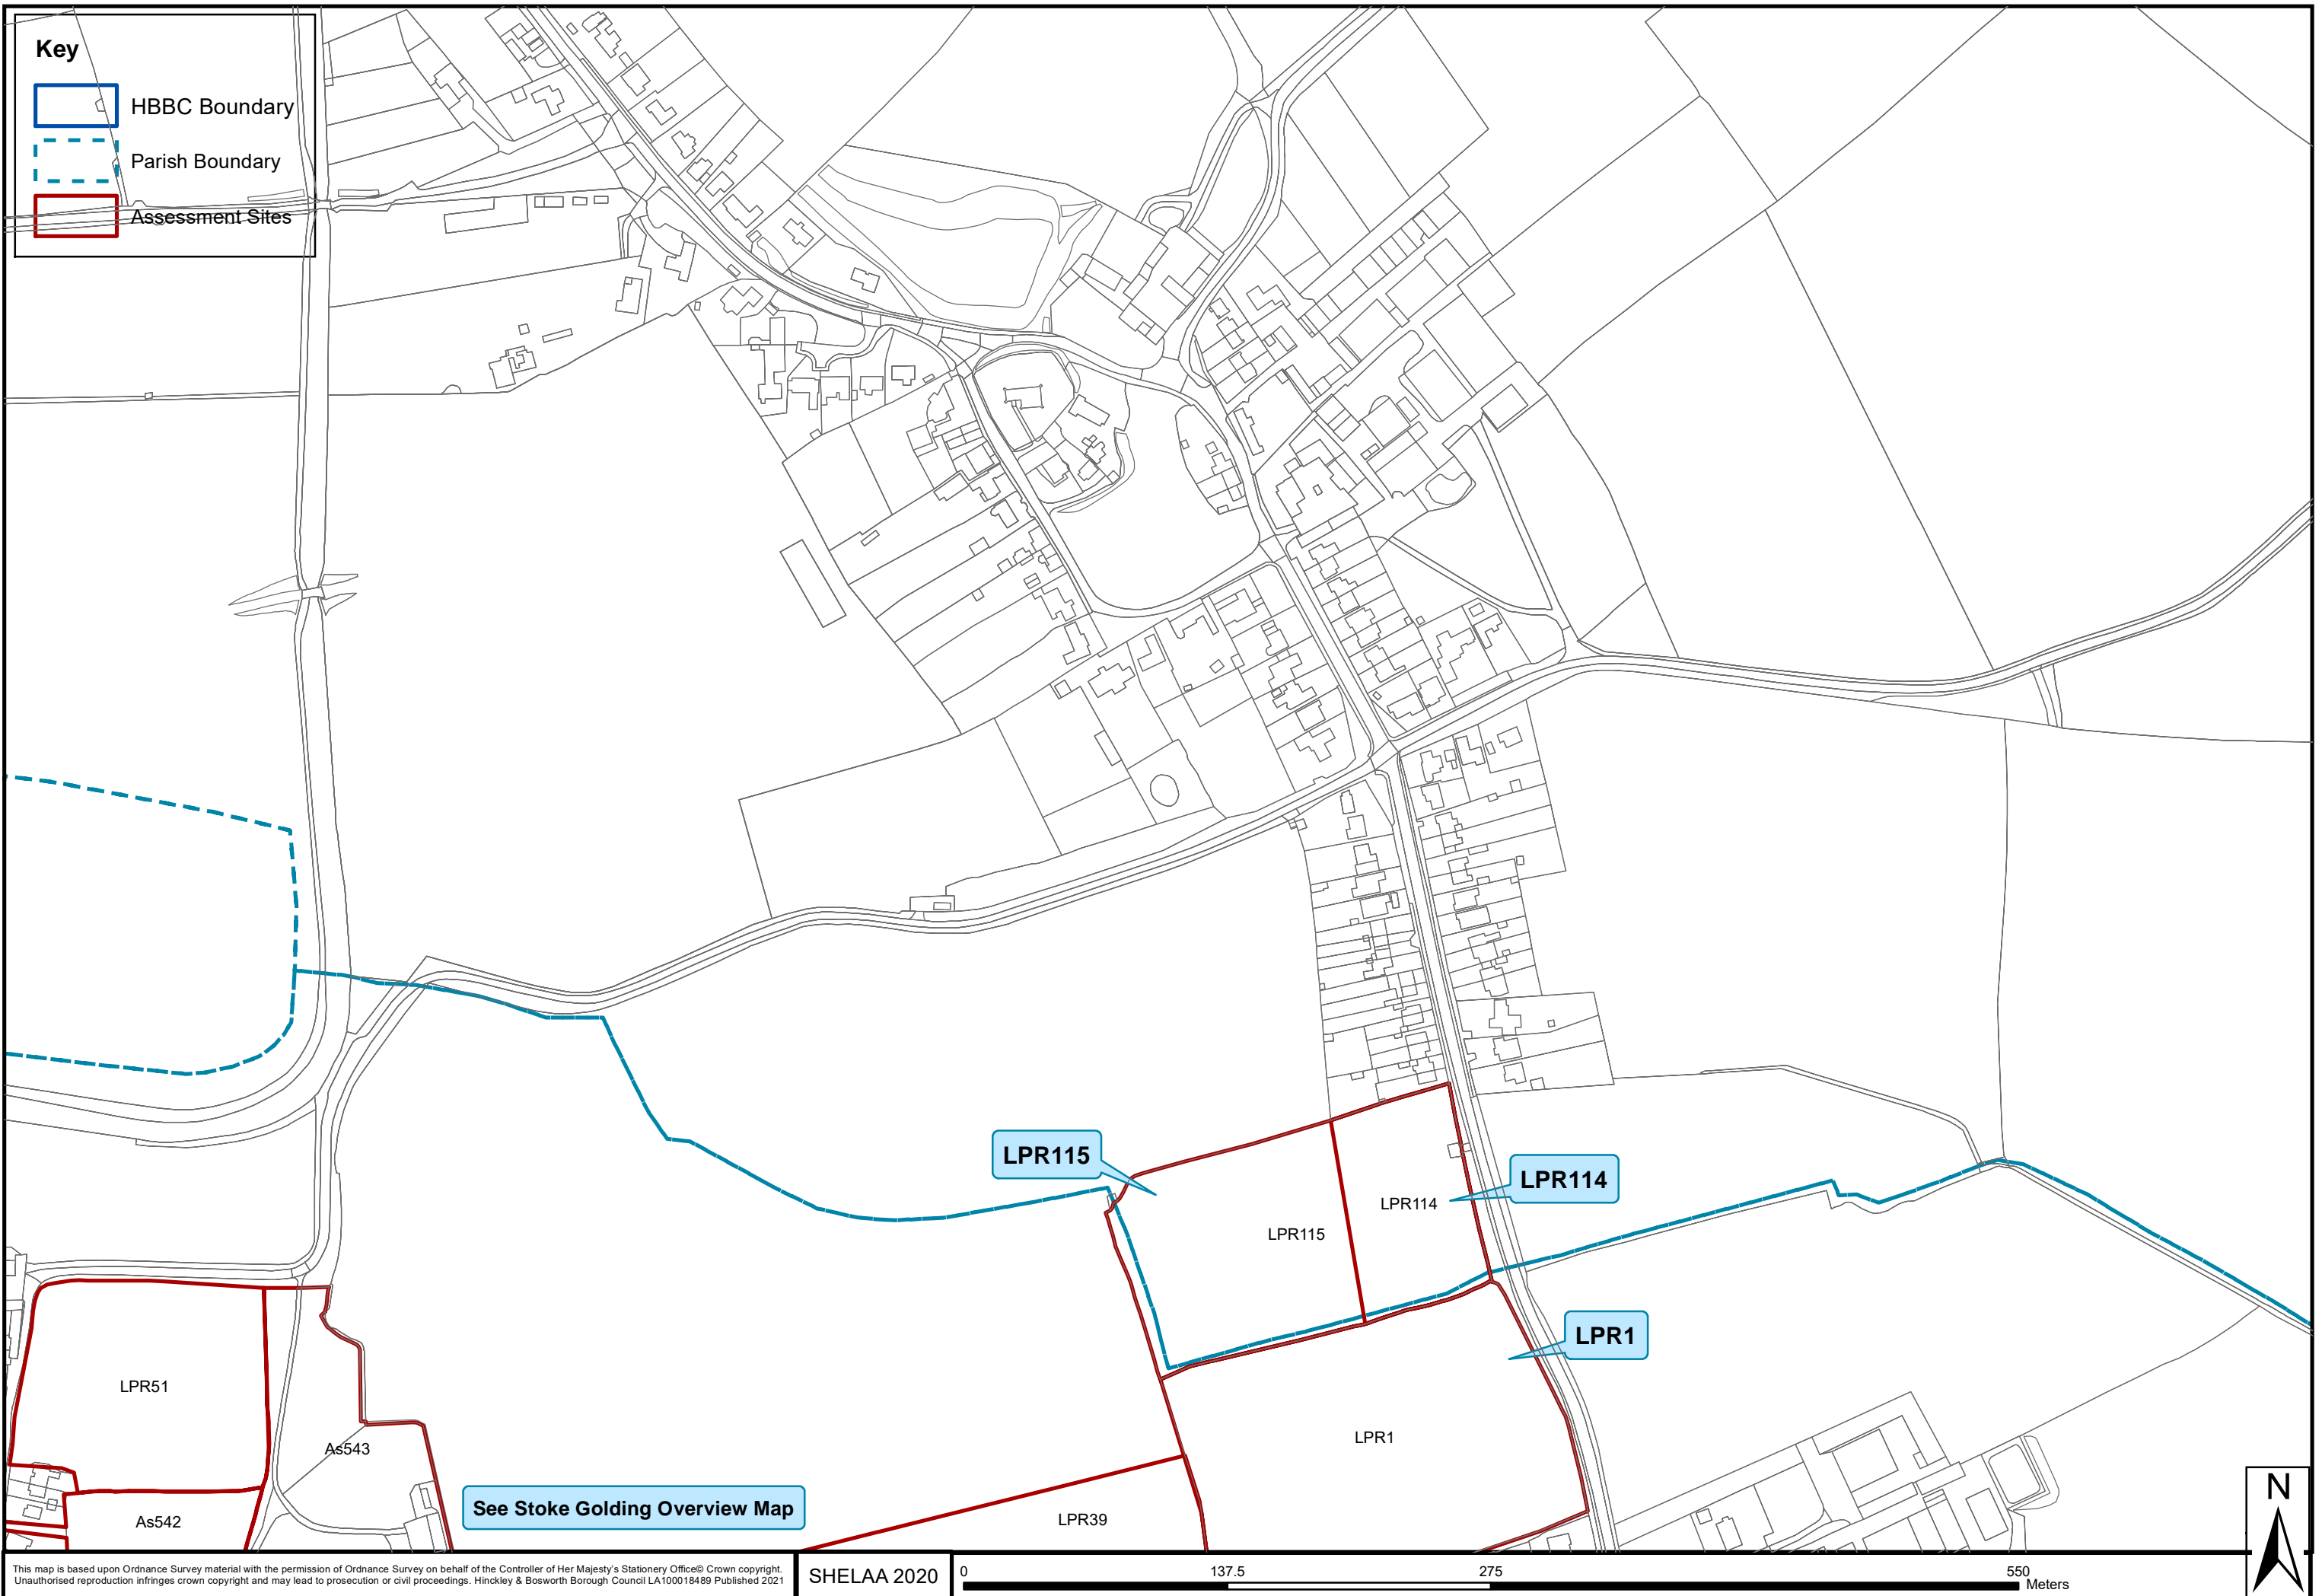 Key
HBBC Boundary
Parish Boundary
Assessment Sites
LPR115
LPR114
LPR114
LPR115
LPR1
LPR51
LPR1
As543
See Stoke Golding Overview Map
As542
LPR39
N
This map is based upon Ordnance Survey material with the permission of Ordnance Survey on behalf of the Controller of Her Majesty's Stationery Office© Crown copyright.
Unauthorised reproduction infringes crown copyright and may lead to prosecution or civil proceedings. Hinckley & Bosworth Borough Council LA100018489 Published 2021
SHELAA 2020
0 137.5 275 550
Meters